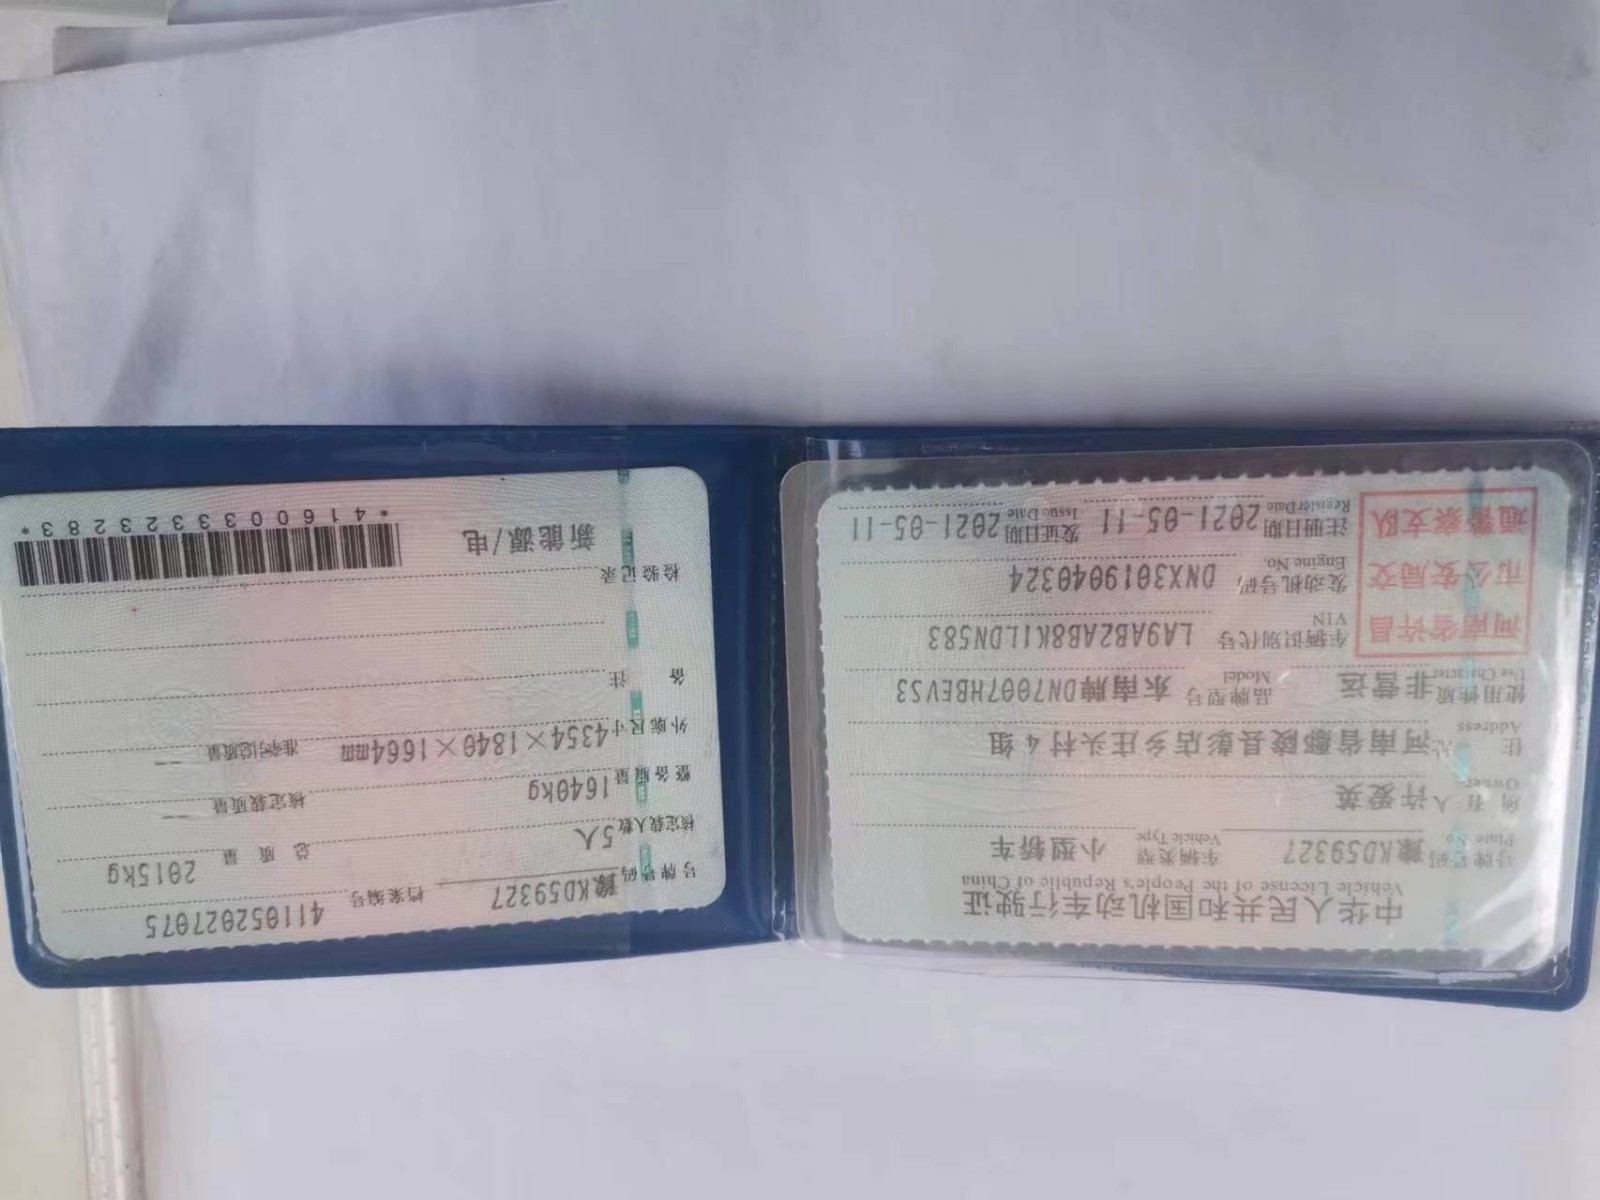 中华人民共和国机动车行驶证
Vehicle License of the People's Republic of China
号牌号码 豫KD59327 车辆类型 小型轿车
Plate No. Vehicle Type
所有人 许爱英
Owner
住址 河南省鄢陵县彭店乡庄头村4组
Address
使用性质 非营运 品牌型号 东南牌DN7007HBEVS3
Use Character Model
河南省许昌
市公安局交
通警察支队
车辆识别代号 LA9AB2AB8K1LDN583
VIN
发动机号码 DNX3019040324
Engine No.
注册日期 2021-05-11 发证日期 2021-05-11
Register Date Issue Date
号牌号码 豫KD59327 档案编号 411052027075
核定载人数 5人 总质量 2015kg
整备质量 1640kg 核定载质量 --
外廓尺寸 4354×1840×1664mm 准牵引总质量 --
备注
检验记录
新能源/电
*4160033323283*